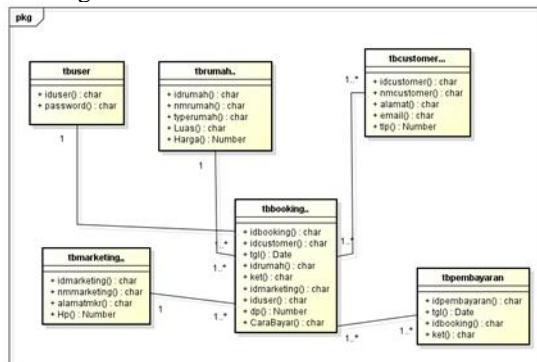 pkg
tbuser
+ iduser() : char
+ password() : char
1
tbrumah..
+ idrumah() : char
+ nmrumah() : char
+ typerumah() : char
+ Luas() : char
+ Harga() : Number
1
tbcustomer...
+ idcustomer() : char
+ nmcustomer() : char
+ alamat() : char
+ email() : char
+ tlp() : Number
1..*
tbbooking..
+ idbooking() : char
+ idcustomer() : char
+ tgl() : Date
+ idrumah() : char
+ ket() : char
+ idmarketing() : char
+ iduser() : char
+ dp() : Number
+ CaraBayar() : char
1..*
1..*
1..*
tbmarketing..
+ idmarketing() : char
+ nmmarketing() : char
+ alamatmkr() : char
+ Hp() : Number
1
1..*
tbpembayaran
+ idpembayaran() : char
+ tgl() : Date
+ idbooking() : char
+ ket() : char
1..*
1..*